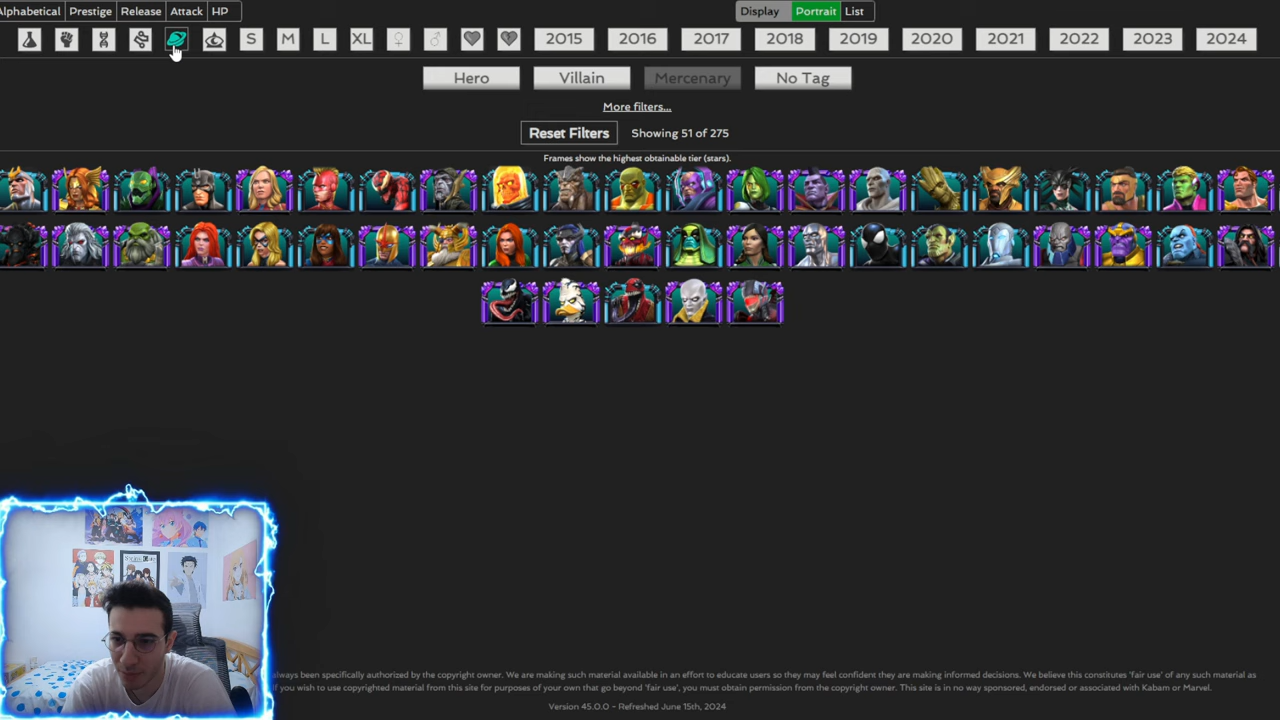 Alphabetical Prestige Release Attack HP Display Portrait List
S M L XL 2015 2016 2017 2018 2019 2020 2021 2022 2023 2024
Hero Villain Mercenary No Tag
More filters...
Reset Filters Showing 51 of 275
Frames show the highest obtainable tier (stars).
always been specifically authorized by the copyright owner. We are making such material available in an effort to educate users so they may feel confident they are making informed decisions. We believe this constitutes 'fair use' of any such material as
if you wish to use copyrighted material from this site for purposes of your own that go beyond 'fair use', you must obtain permission from the copyright owner. This site is in no way sponsored, endorsed or associated with Kabam or Marvel.
Version 45.0.0 - Refreshed June 15th, 2024